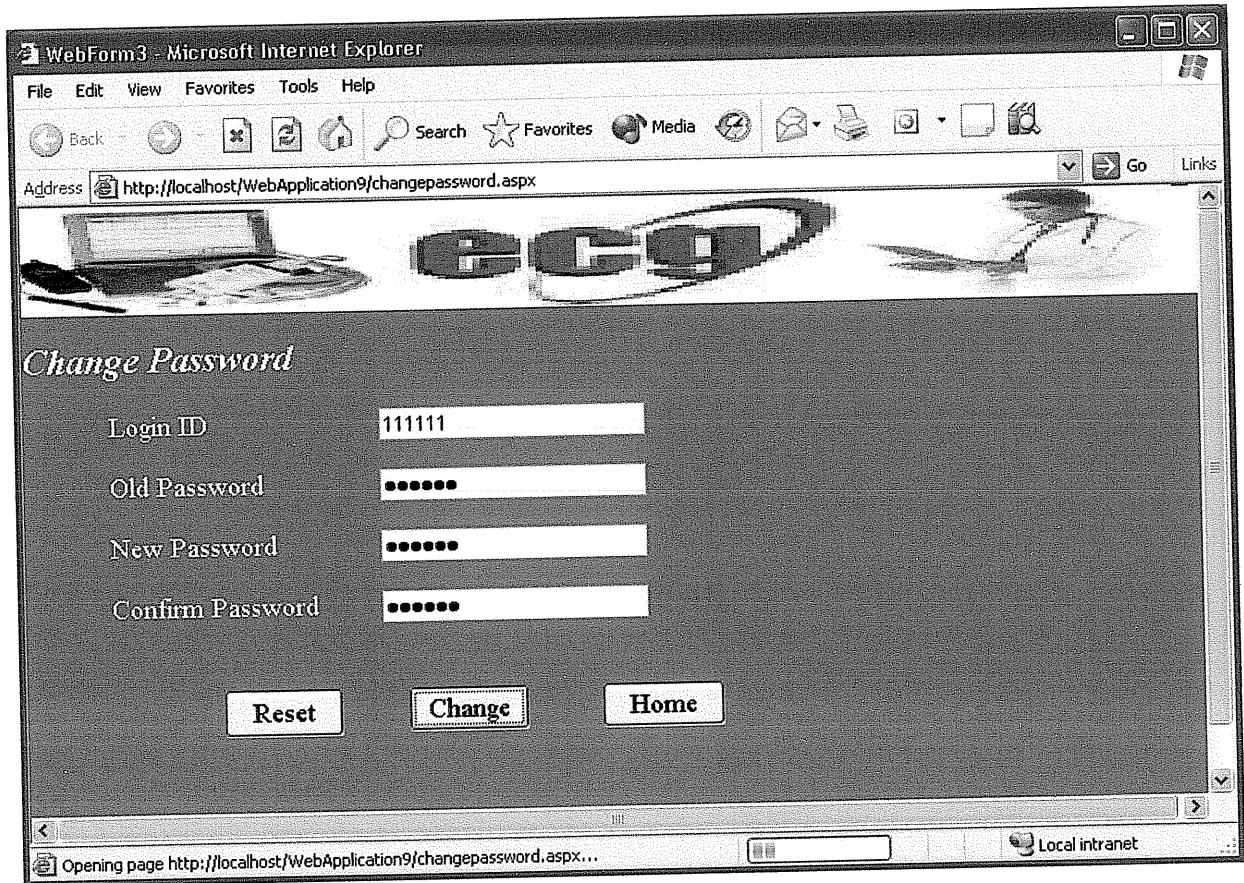 WebForm3 - Microsoft Internet Explorer
File Edit View Favorites Tools Help
Back Search Favorites Media
Address http://localhost/WebApplication9/changepassword.aspx Go Links
ecg
Change Password
Login ID 111111
Old Password ••••••
New Password ••••••
Confirm Password ••••••
Reset Change Home
Opening page http://localhost/WebApplication9/changepassword.aspx... Local intranet